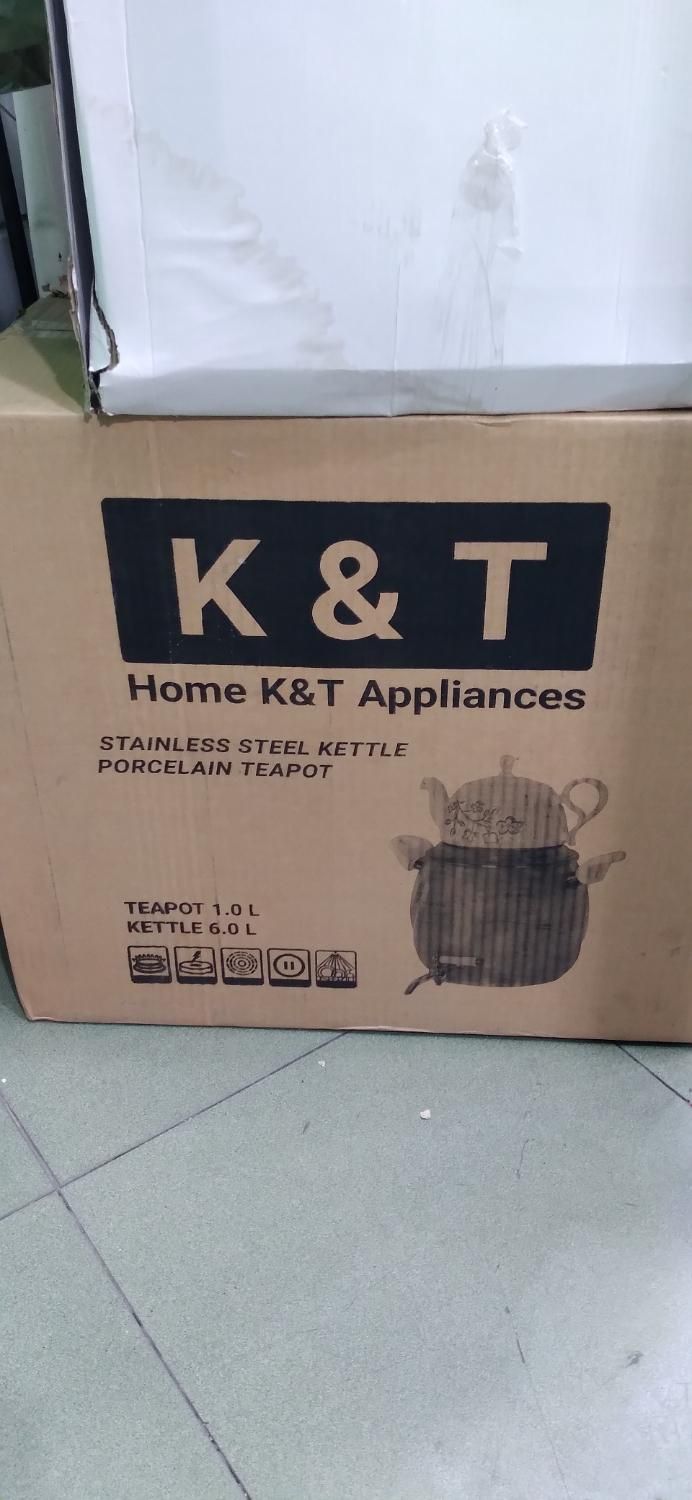 K & T
Home K&T Appliances
STAINLESS STEEL KETTLE
PORCELAIN TEAPOT
TEAPOT 1.0 L
KETTLE 6.0 L